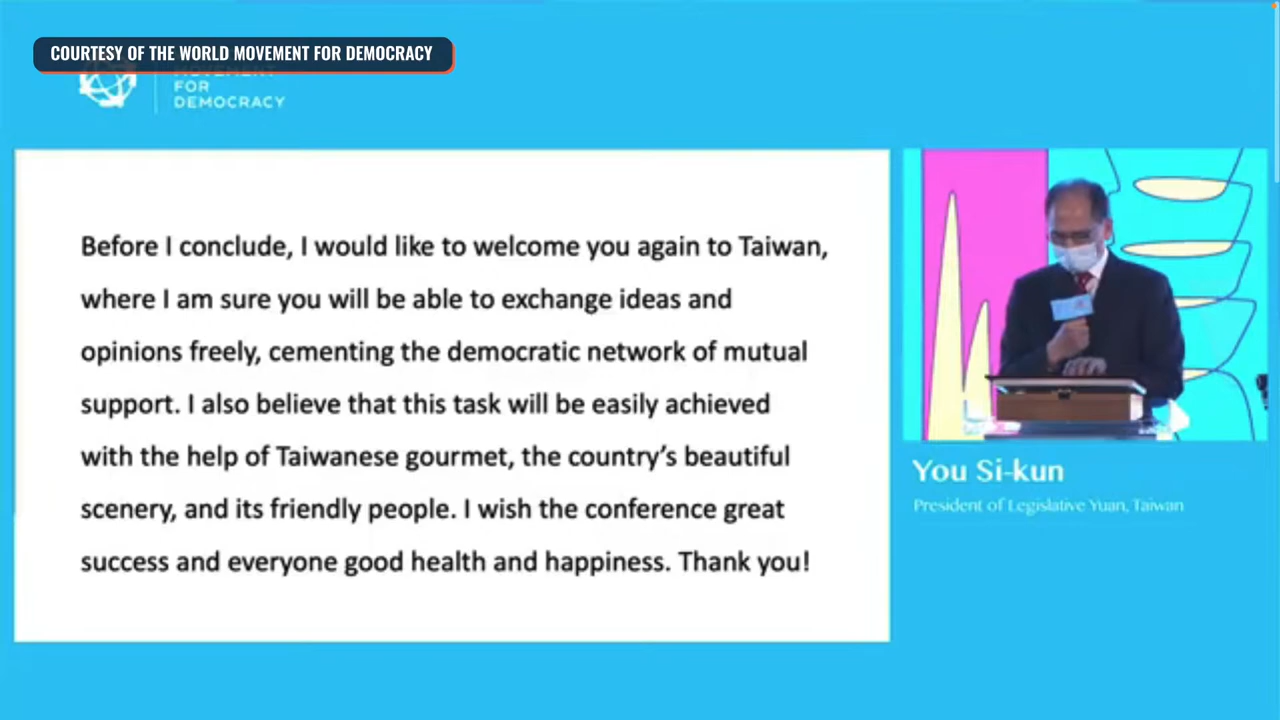 COURTESY OF THE WORLD MOVEMENT FOR DEMOCRACY
MOVEMENT
FOR
DEMOCRACY
Before I conclude, I would like to welcome you again to Taiwan,
where I am sure you will be able to exchange ideas and
opinions freely, cementing the democratic network of mutual
support. I also believe that this task will be easily achieved
with the help of Taiwanese gourmet, the country’s beautiful
scenery, and its friendly people. I wish the conference great
success and everyone good health and happiness. Thank you!
You Si-kun
President of Legislative Yuan, Taiwan